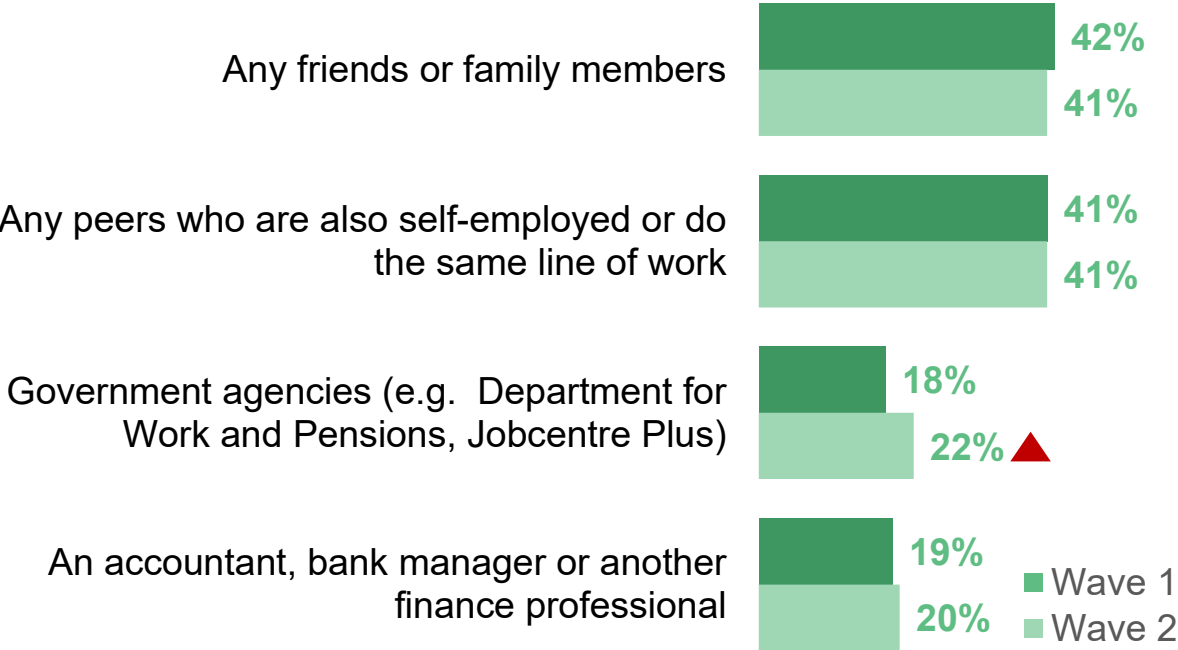 Any friends or family members
42%
41%
Any peers who are also self-employed or do
the same line of work
41%
41%
Government agencies (e.g.  Department for
Work and Pensions, Jobcentre Plus)
18%
22%
An accountant, bank manager or another
finance professional
19%
20%
Wave 1
Wave 2